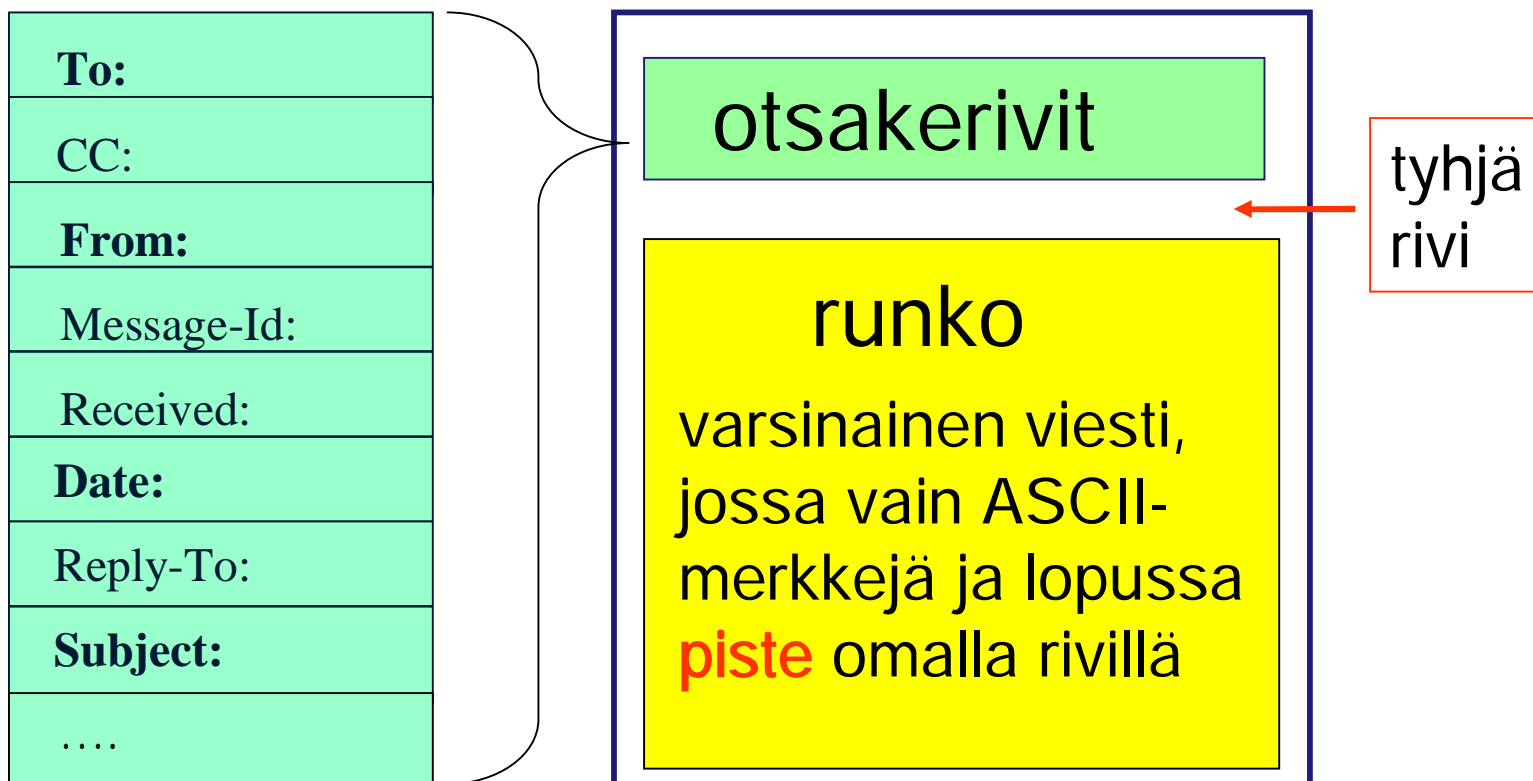 To:
CC:
From:
Message-Id:
Received:
Date:
Reply-To:
Subject:
....
otsakerivit
tyhjä
rivi
runko
varsinainen viesti,
jossa vain ASCII-
merkkejä ja lopussa
piste omalla rivillä